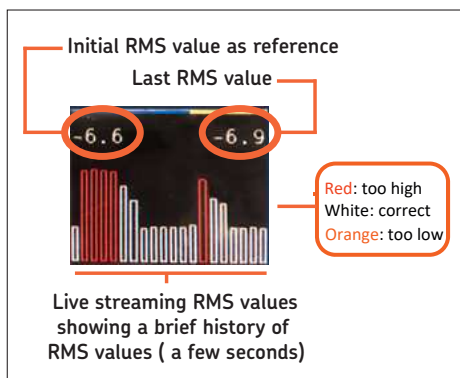 Initial RMS value as reference
Last RMS value
-6.6
-6.9
Red: too high
White: correct
Orange: too low
Live streaming RMS values
showing a brief history of
RMS values ( a few seconds)